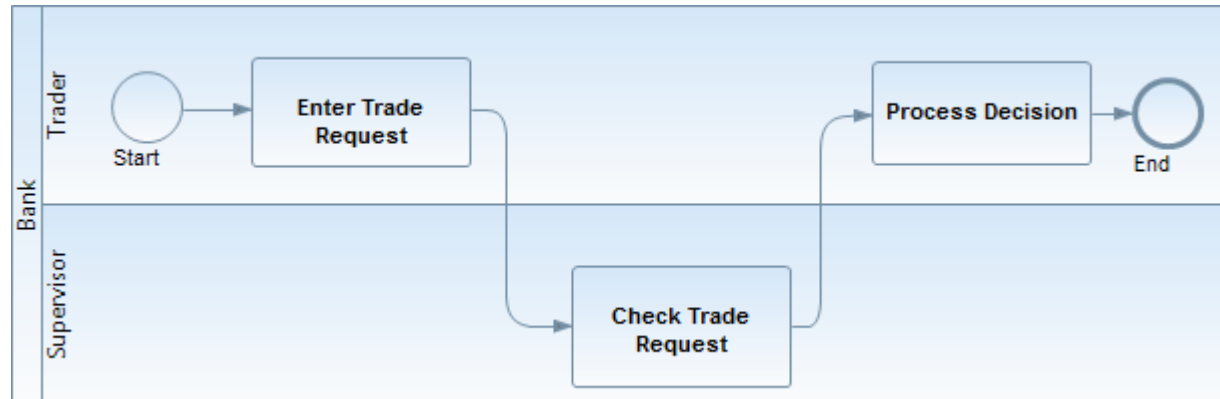 Bank
Trader
Start
Enter Trade
Request
Process Decision
End
Supervisor
Check Trade
Request